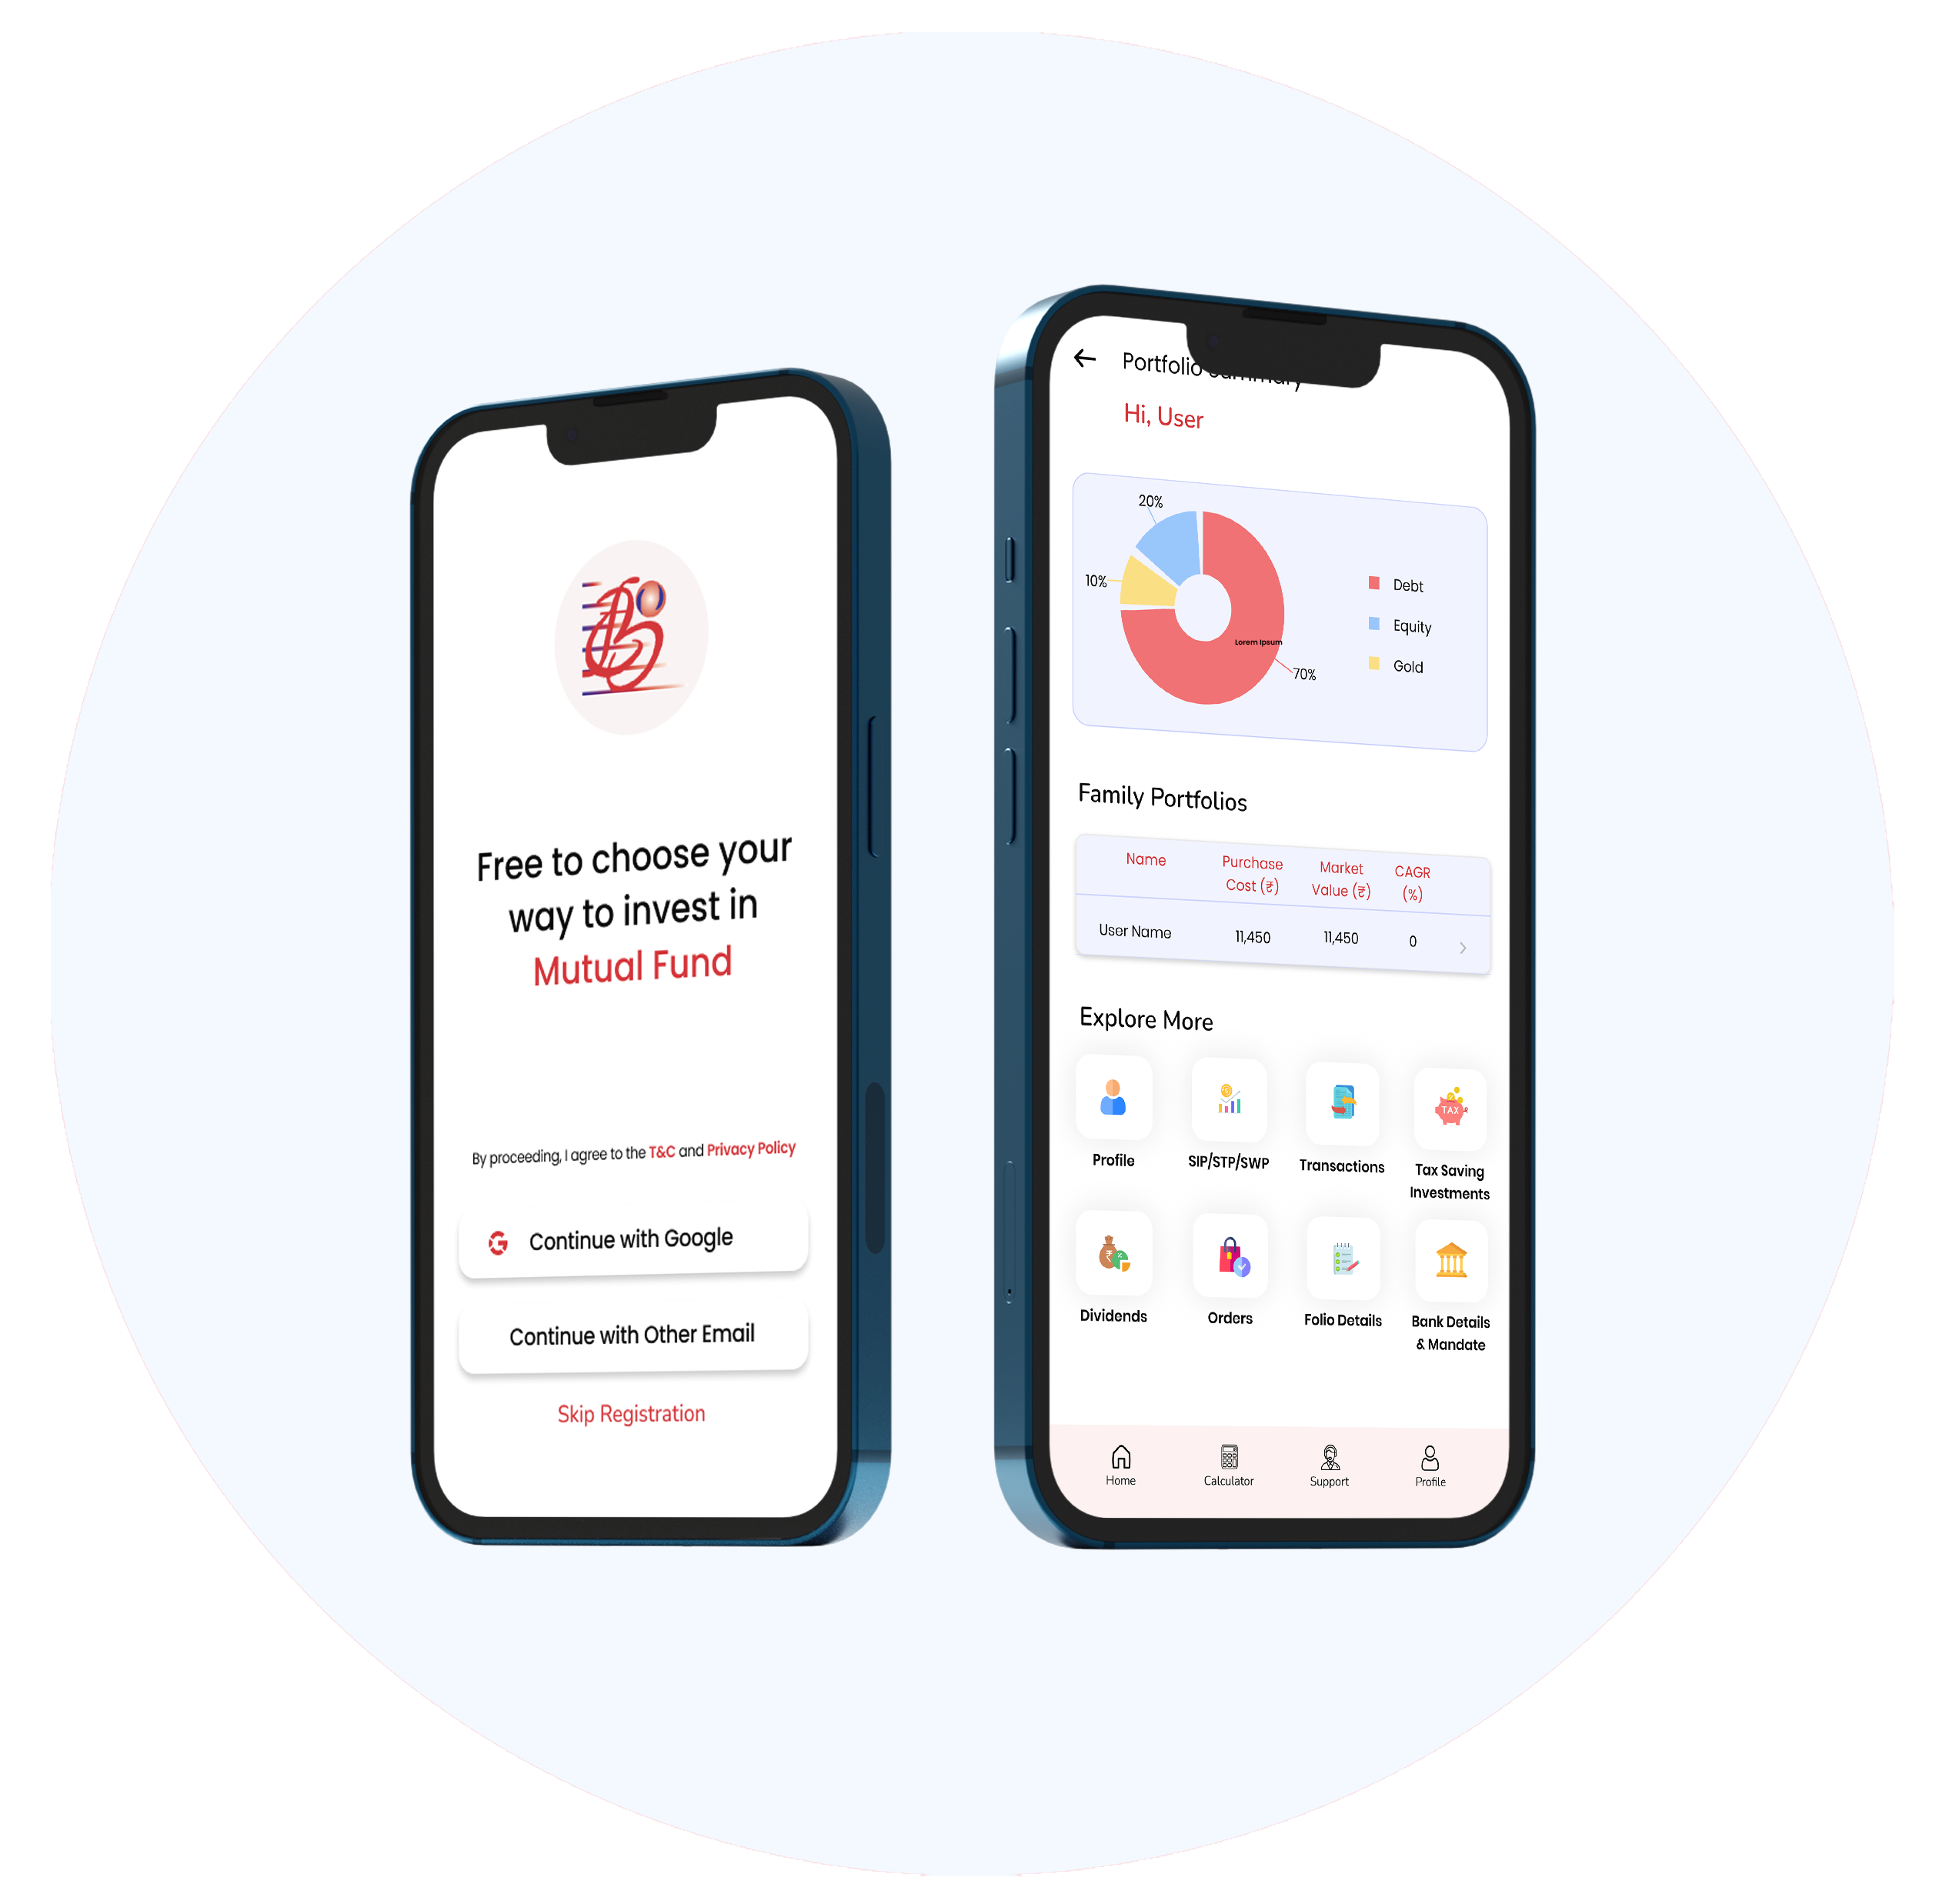 Free to choose your
way to invest in
Mutual Fund
By proceeding, I agree to the T&C and Privacy Policy
G Continue with Google
Continue with Other Email
Skip Registration
Portfolio
Hi, User
20%
10%
Lorem Ipsum
70%
Debt
Equity
Gold
Family Portfolios
Name Purchase Market CAGR
Cost (₹) Value (₹) (%)
User Name 11,450 11,450 0
Explore More
TAX
Profile SIP/STP/SWP Transactions Tax Saving
Investments
₹
Dividends Orders Folio Details Bank Details
& Mandate
Home Calculator Support Profile